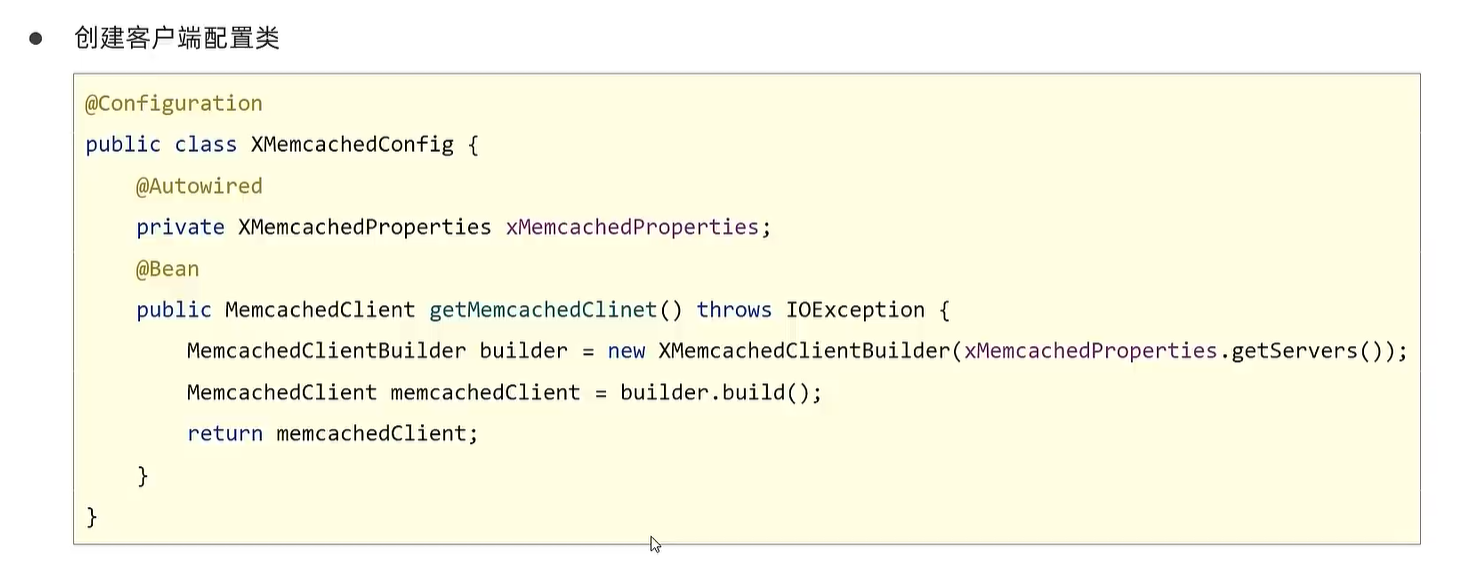 ● 创建客户端配置类
@Configuration
public class XMemcachedConfig {
    @Autowired
    private XMemcachedProperties xMemcachedProperties;
    @Bean
    public MemcachedClient getMemcachedClinet() throws IOException {
        MemcachedClientBuilder builder = new XMemcachedClientBuilder(xMemcachedProperties.getServers());
        MemcachedClient memcachedClient = builder.build();
        return memcachedClient;
    }
}